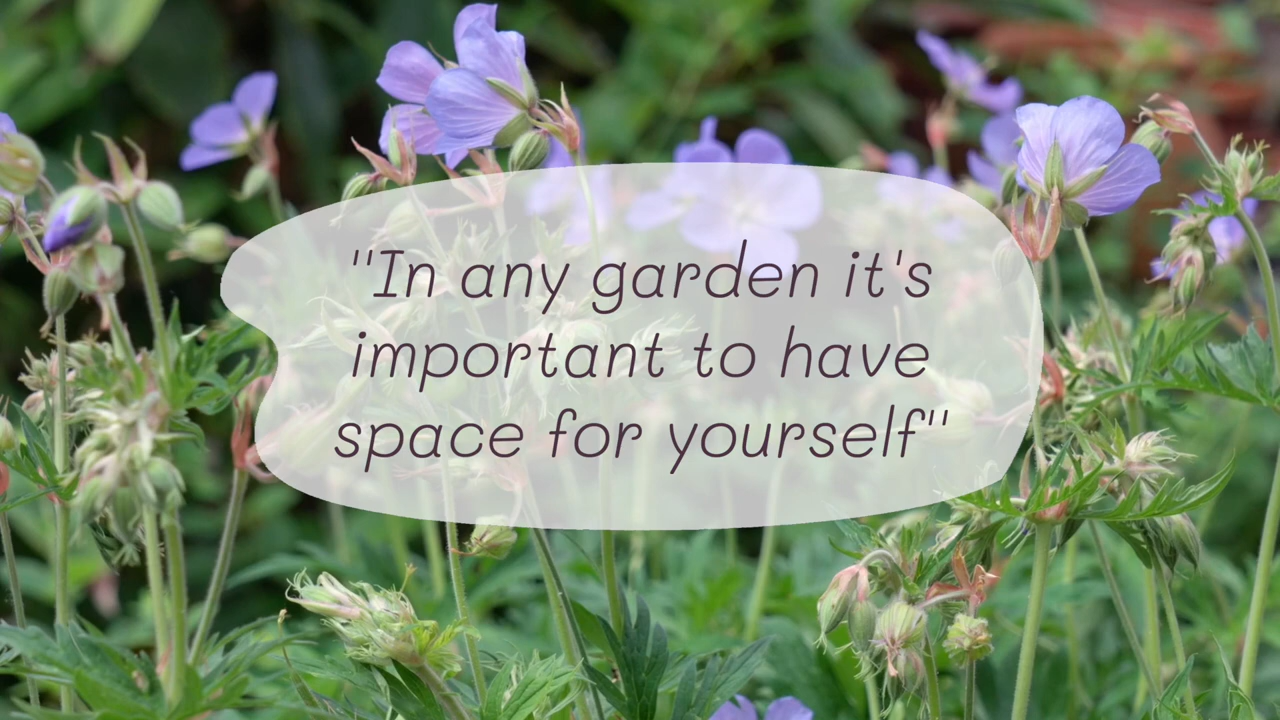 "In any garden it's
important to have
space for yourself"